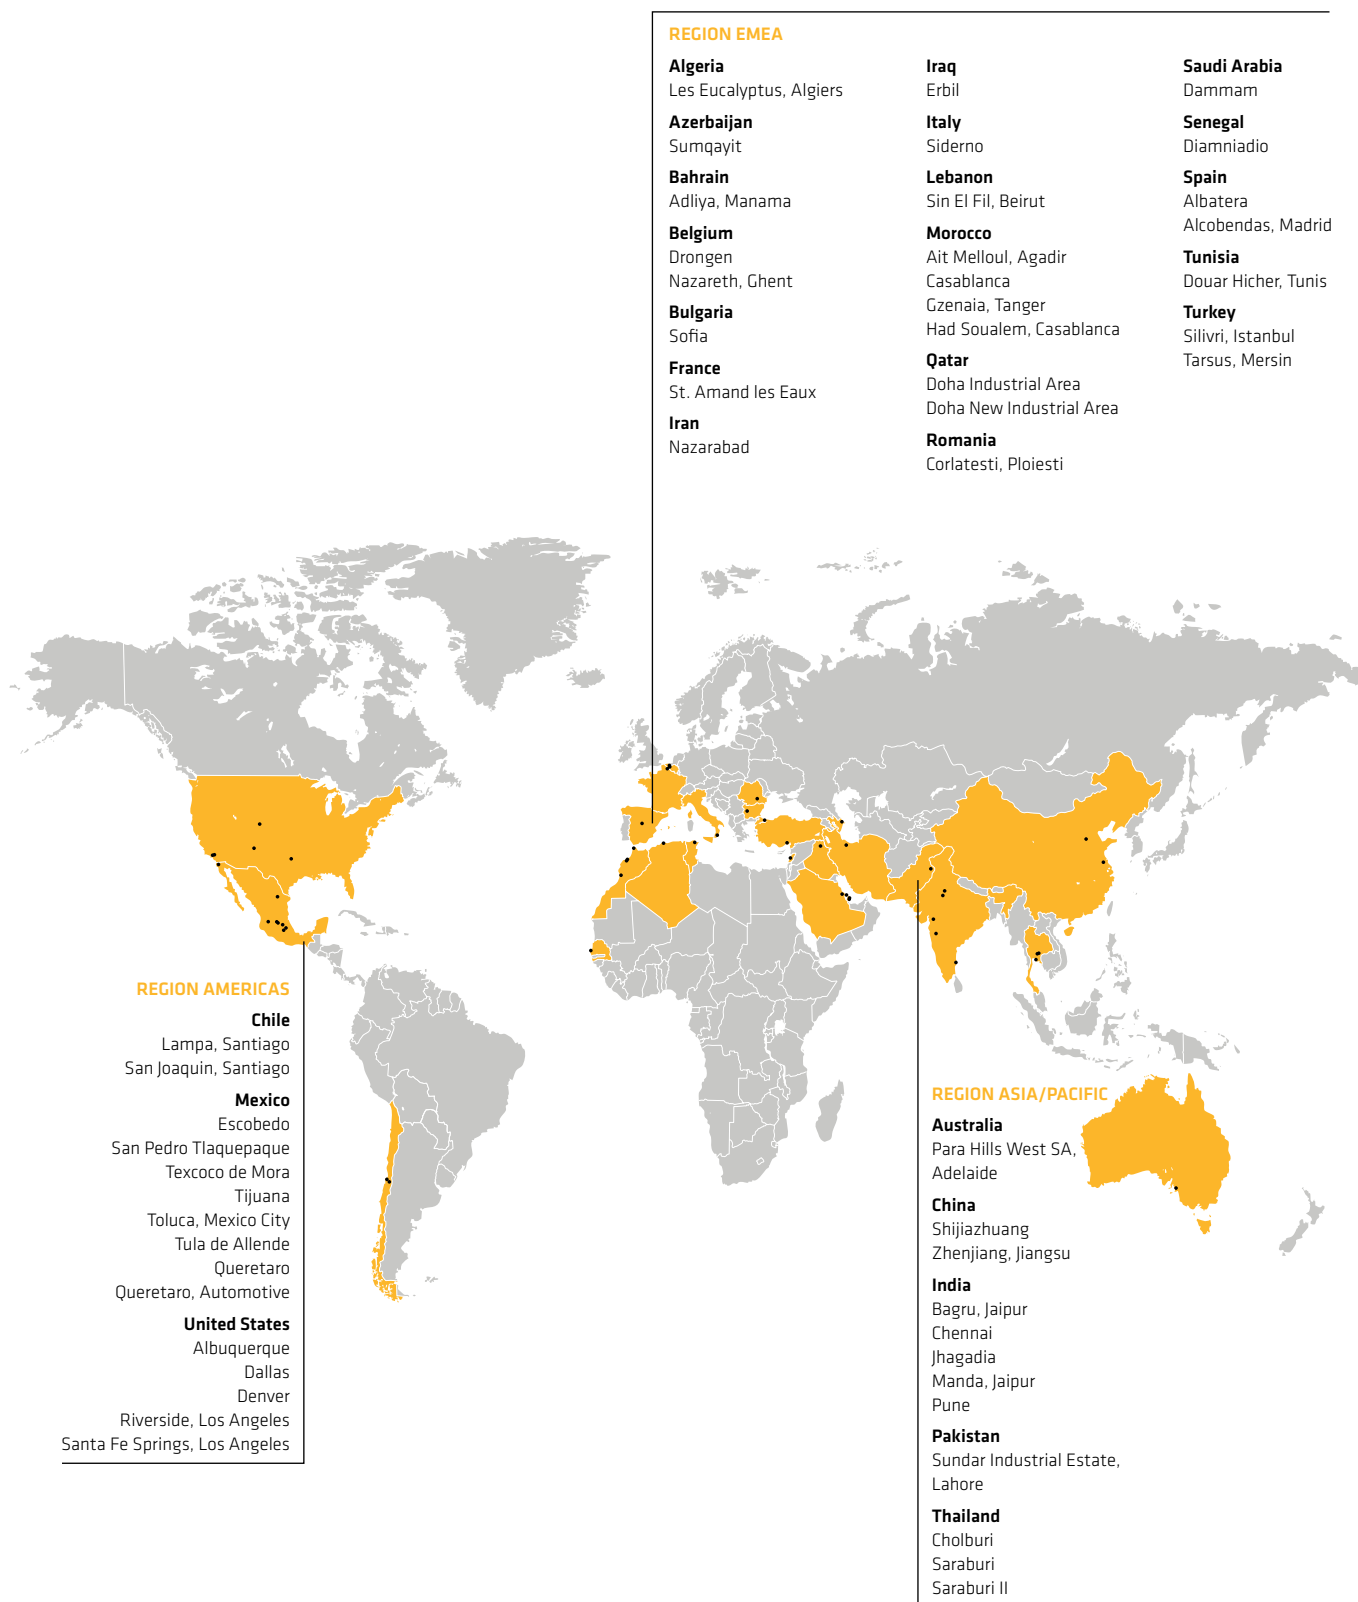 REGION EMEA
Algeria
Les Eucalyptus, Algiers
Azerbaijan
Sumqayit
Bahrain
Adliya, Manama
Belgium
Drongen
Nazareth, Ghent
Bulgaria
Sofia
France
St. Amand les Eaux
Iran
Nazarabad
Iraq
Erbil
Italy
Siderno
Lebanon
Sin El Fil, Beirut
Morocco
Ait Melloul, Agadir
Casablanca
Gzenaia, Tanger
Had Soualem, Casablanca
Qatar
Doha Industrial Area
Doha New Industrial Area
Romania
Corlatesti, Ploiesti
Saudi Arabia
Dammam
Senegal
Diamniadio
Spain
Albatera
Alcobendas, Madrid
Tunisia
Douar Hicher, Tunis
Turkey
Silivri, Istanbul
Tarsus, Mersin
REGION AMERICAS
Chile
Lampa, Santiago
San Joaquin, Santiago
Mexico
Escobedo
San Pedro Tlaquepaque
Texcoco de Mora
Tijuana
Toluca, Mexico City
Tula de Allende
Queretaro
Queretaro, Automotive
United States
Albuquerque
Dallas
Denver
Riverside, Los Angeles
Santa Fe Springs, Los Angeles
REGION ASIA/PACIFIC
Australia
Para Hills West SA,
Adelaide
China
Shijiazhuang
Zhenjiang, Jiangsu
India
Bagru, Jaipur
Chennai
Jhagadia
Manda, Jaipur
Pune
Pakistan
Sundar Industrial Estate,
Lahore
Thailand
Cholburi
Saraburi
Saraburi II